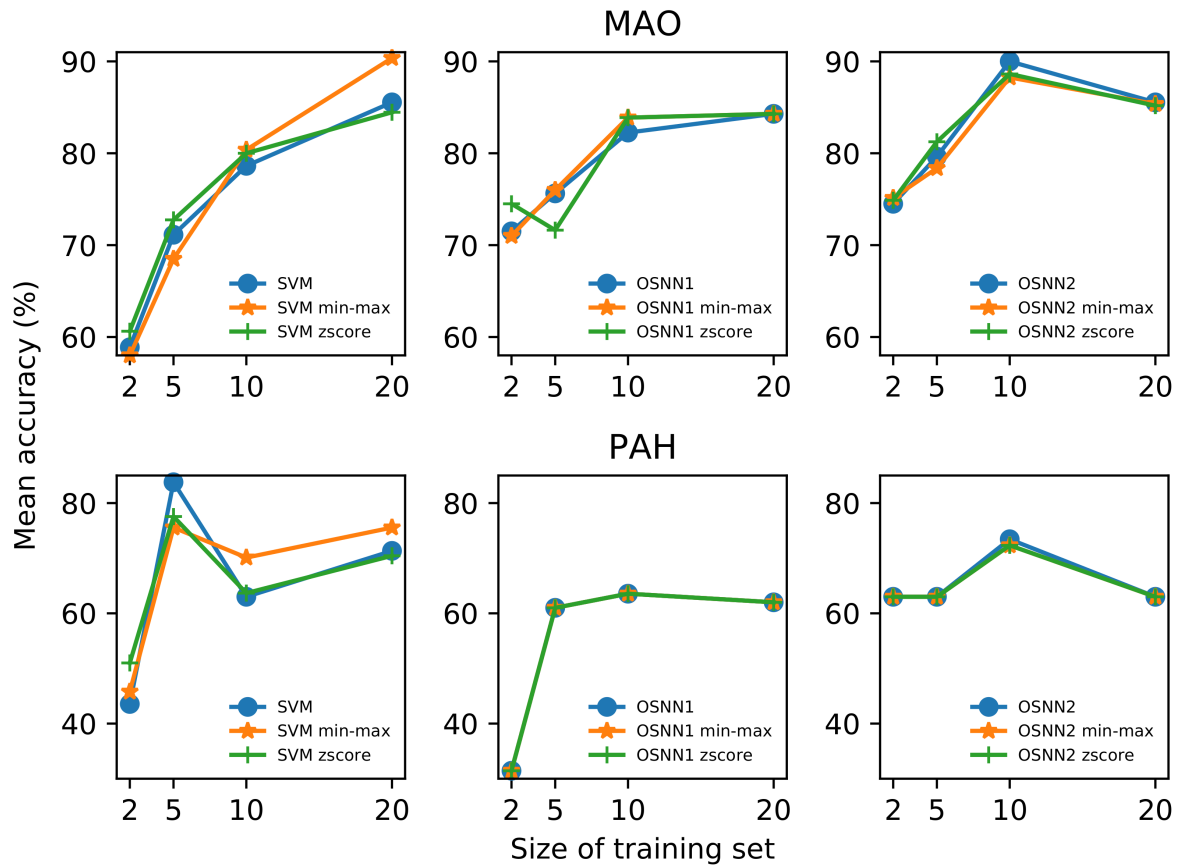 MAO
90
80
70
60
2 5 10 20
SVM
SVM min-max
SVM zscore
90
80
70
60
2 5 10 20
OSNN1
OSNN1 min-max
OSNN1 zscore
90
80
70
60
2 5 10 20
OSNN2
OSNN2 min-max
OSNN2 zscore
Mean accuracy (%)
PAH
80
60
40
2 5 10 20
SVM
SVM min-max
SVM zscore
80
60
40
2 5 10 20
OSNN1
OSNN1 min-max
OSNN1 zscore
80
60
40
2 5 10 20
OSNN2
OSNN2 min-max
OSNN2 zscore
Size of training set